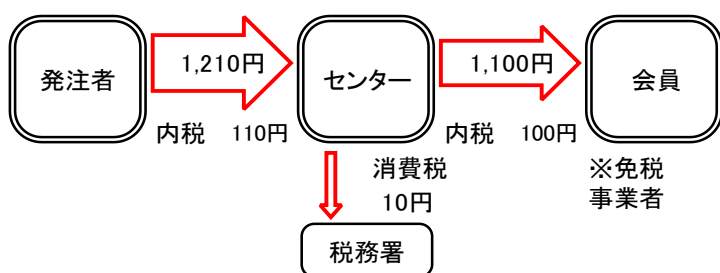 発注者
1,210円
センター
1,100円
会員
内税 110円
内税 100円
消費税
10円
※免税
事業者
税務署